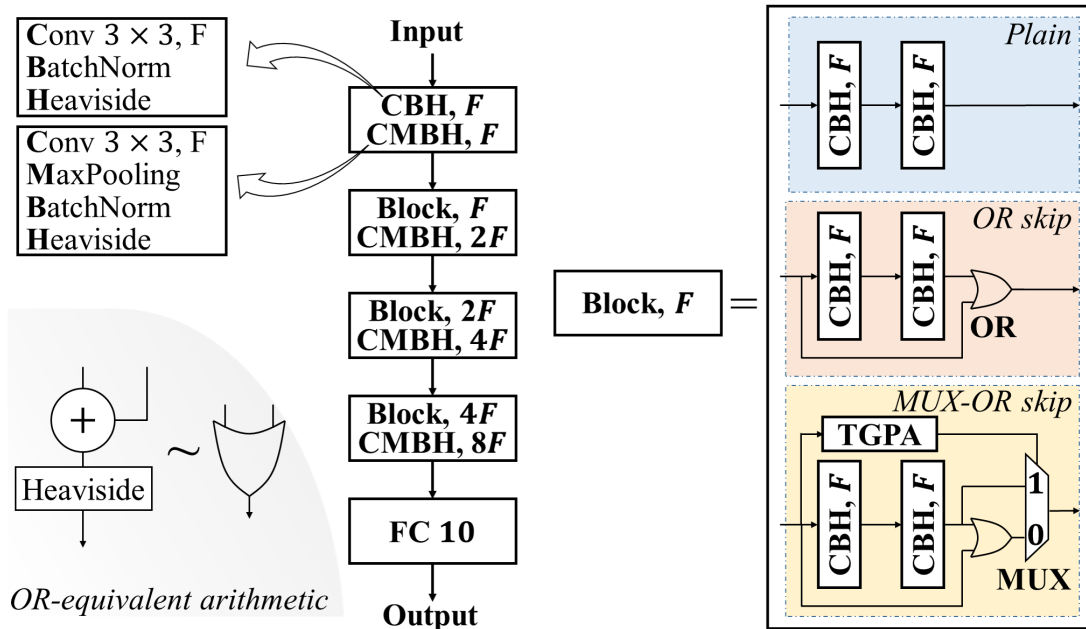 Conv 3 × 3, F
BatchNorm
Heaviside
Conv 3 × 3, F
MaxPooling
BatchNorm
Heaviside
Input
CBH, F
CMBH, F
Block, F
CMBH, 2F
Block, 2F
CMBH, 4F
Block, 4F
CMBH, 8F
FC 10
Output
+
~
Heaviside
OR-equivalent arithmetic
Block, F
=
Plain
CBH, F
CBH, F
OR skip
CBH, F
CBH, F
OR
MUX-OR skip
TGPA
CBH, F
CBH, F
1
0
MUX